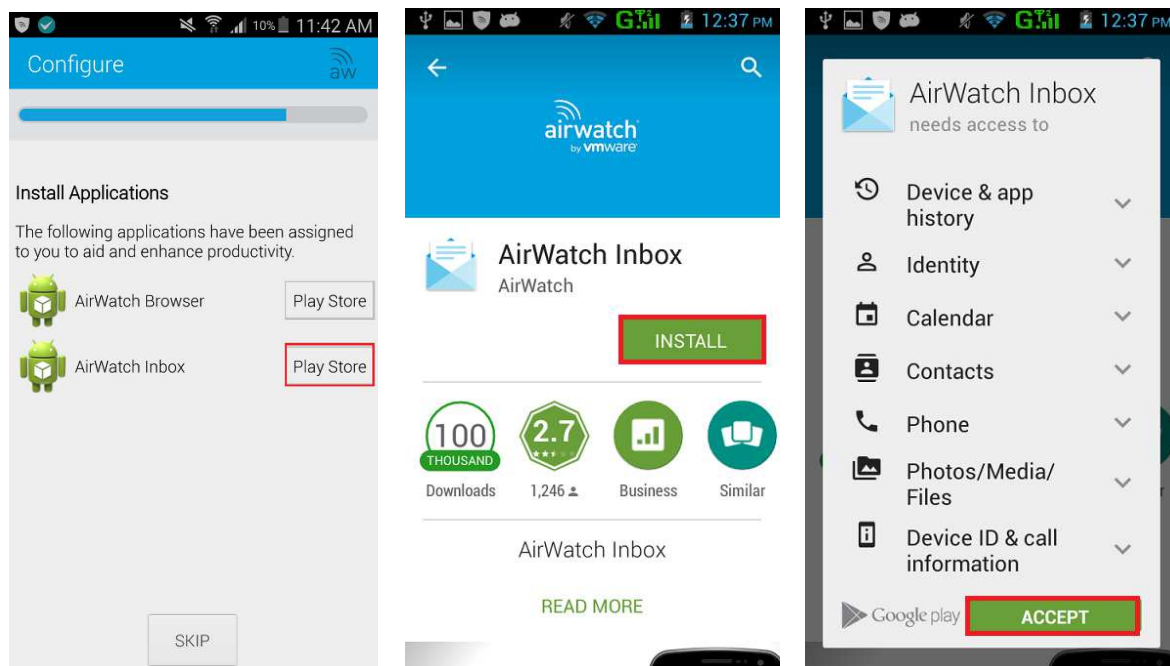 10% 11:42 AM
Configure
aw
Install Applications
The following applications have been assigned
to you to aid and enhance productivity.
AirWatch Browser
Play Store
AirWatch Inbox
Play Store
SKIP
G 12:37 PM
airwatch
by vmware
AirWatch Inbox
AirWatch
INSTALL
100
THOUSAND
Downloads
2.7
1,246
Business
Similar
AirWatch Inbox
READ MORE
G 12:37 PM
AirWatch Inbox
needs access to
Device & app
history
Identity
Calendar
Contacts
Phone
Photos/Media/
Files
Device ID & call
information
Google play
ACCEPT